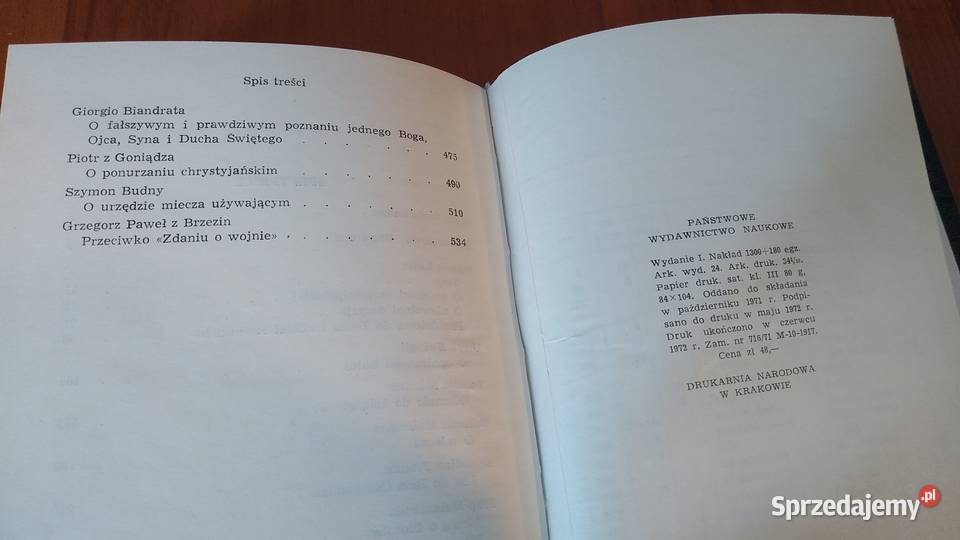 Spis treści
Giorgio Biandrata
O fałszywym i prawdziwym poznaniu jednego Boga,
Ojca, Syna i Ducha Świętego . . . . . . . 475
Piotr z Goniądza
O ponurzaniu chrystyjańskim . . . . . . . 490
Szymon Budny
O urzędzie miecza używającym . . . . . . . 510
Grzegorz Paweł z Brzezin
Przeciwko «Zdaniu o wojnie» . . . . . . . 534
PAŃSTWOWE
WYDAWNICTWO NAUKOWE
Wydanie I. Nakład 1300+180 egz.
Ark. wyd. 24. Ark. druk.
Papier druk. sat. kl. III 80 g,
84×104. Oddano do składania
w październiku 1971 r. Podpi-
sano do druku w maju 1972 r.
Druk ukończono w czerwcu
1972 r. Zam. nr 716/71 M-10-1917.
Cena zł 48,—
DRUKARNIA NARODOWA
W KRAKOWIE
Sprzedajemy.pl